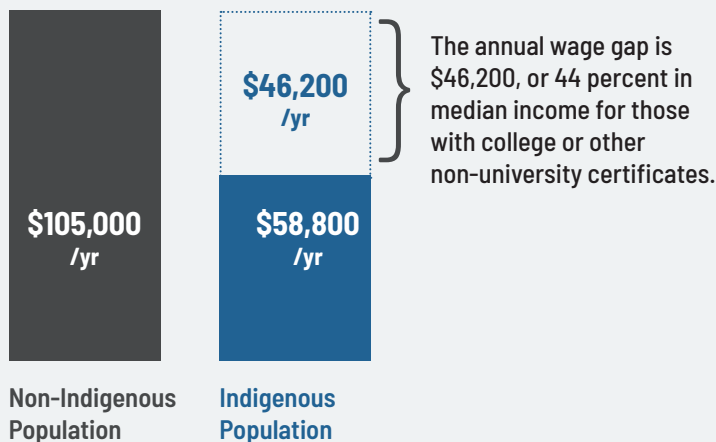 $46,200
/yr
The annual wage gap is
$46,200, or 44 percent in
median income for those
with college or other
non-university certificates.
$105,000
/yr
$58,800
/yr
Non-Indigenous
Population
Indigenous
Population